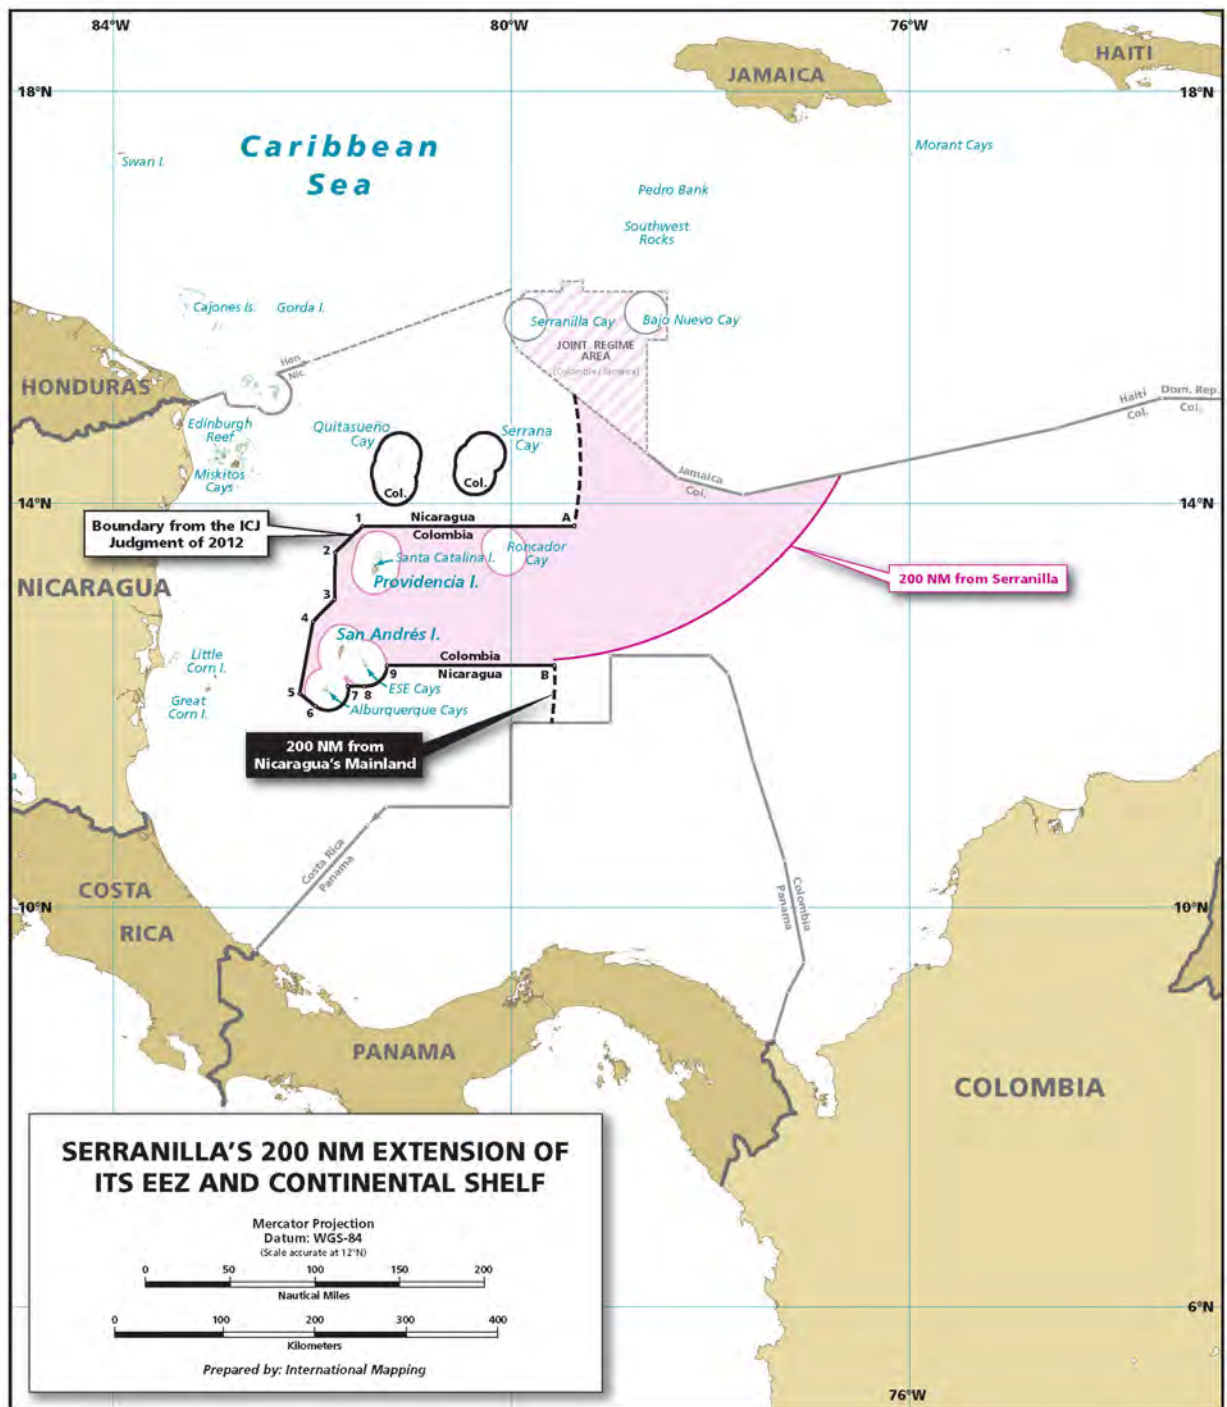 84°W
80°W
76°W
HAITI
JAMAICA
18°N
18°N
Caribbean
Sea
Morant Cays
Swan I.
Pedro Bank
Southwest
Rocks
Cajones Is.
Gorda I.
Serranilla Cay
Bajo Nuevo Cay
JOINT REGIME
AREA
(Colombia / Jamaica)
Hon.
Nic.
HONDURAS
Haiti
Col.
Dom. Rep.
Col.
Edinburgh
Reef
Quitasueño
Cay
Serrana
Cay
Miskitos
Cays
Col.
Col.
Jamaica
Col.
14°N
14°N
Boundary from the ICJ
Judgment of 2012
1
Nicaragua
A
Colombia
2
Santa Catalina I.
Roncador
Cay
Providencia I.
200 NM from Serranilla
NICARAGUA
3
4
San Andrés I.
Little
Corn I.
Colombia
9
Nicaragua
B
5
7
8
ESE Cays
Great
Corn I.
6
Alburquerque Cays
200 NM from
Nicaragua's Mainland
Costa Rica
Panama
COSTA
RICA
Colombia
Panama
10°N
10°N
PANAMA
COLOMBIA
SERRANILLA'S 200 NM EXTENSION OF
ITS EEZ AND CONTINENTAL SHELF
Mercator Projection
Datum: WGS-84
(Scale accurate at 12°N)
0 50 100 150 200
Nautical Miles
0 100 200 300 400
Kilometers
Prepared by: International Mapping
6°N
76°W